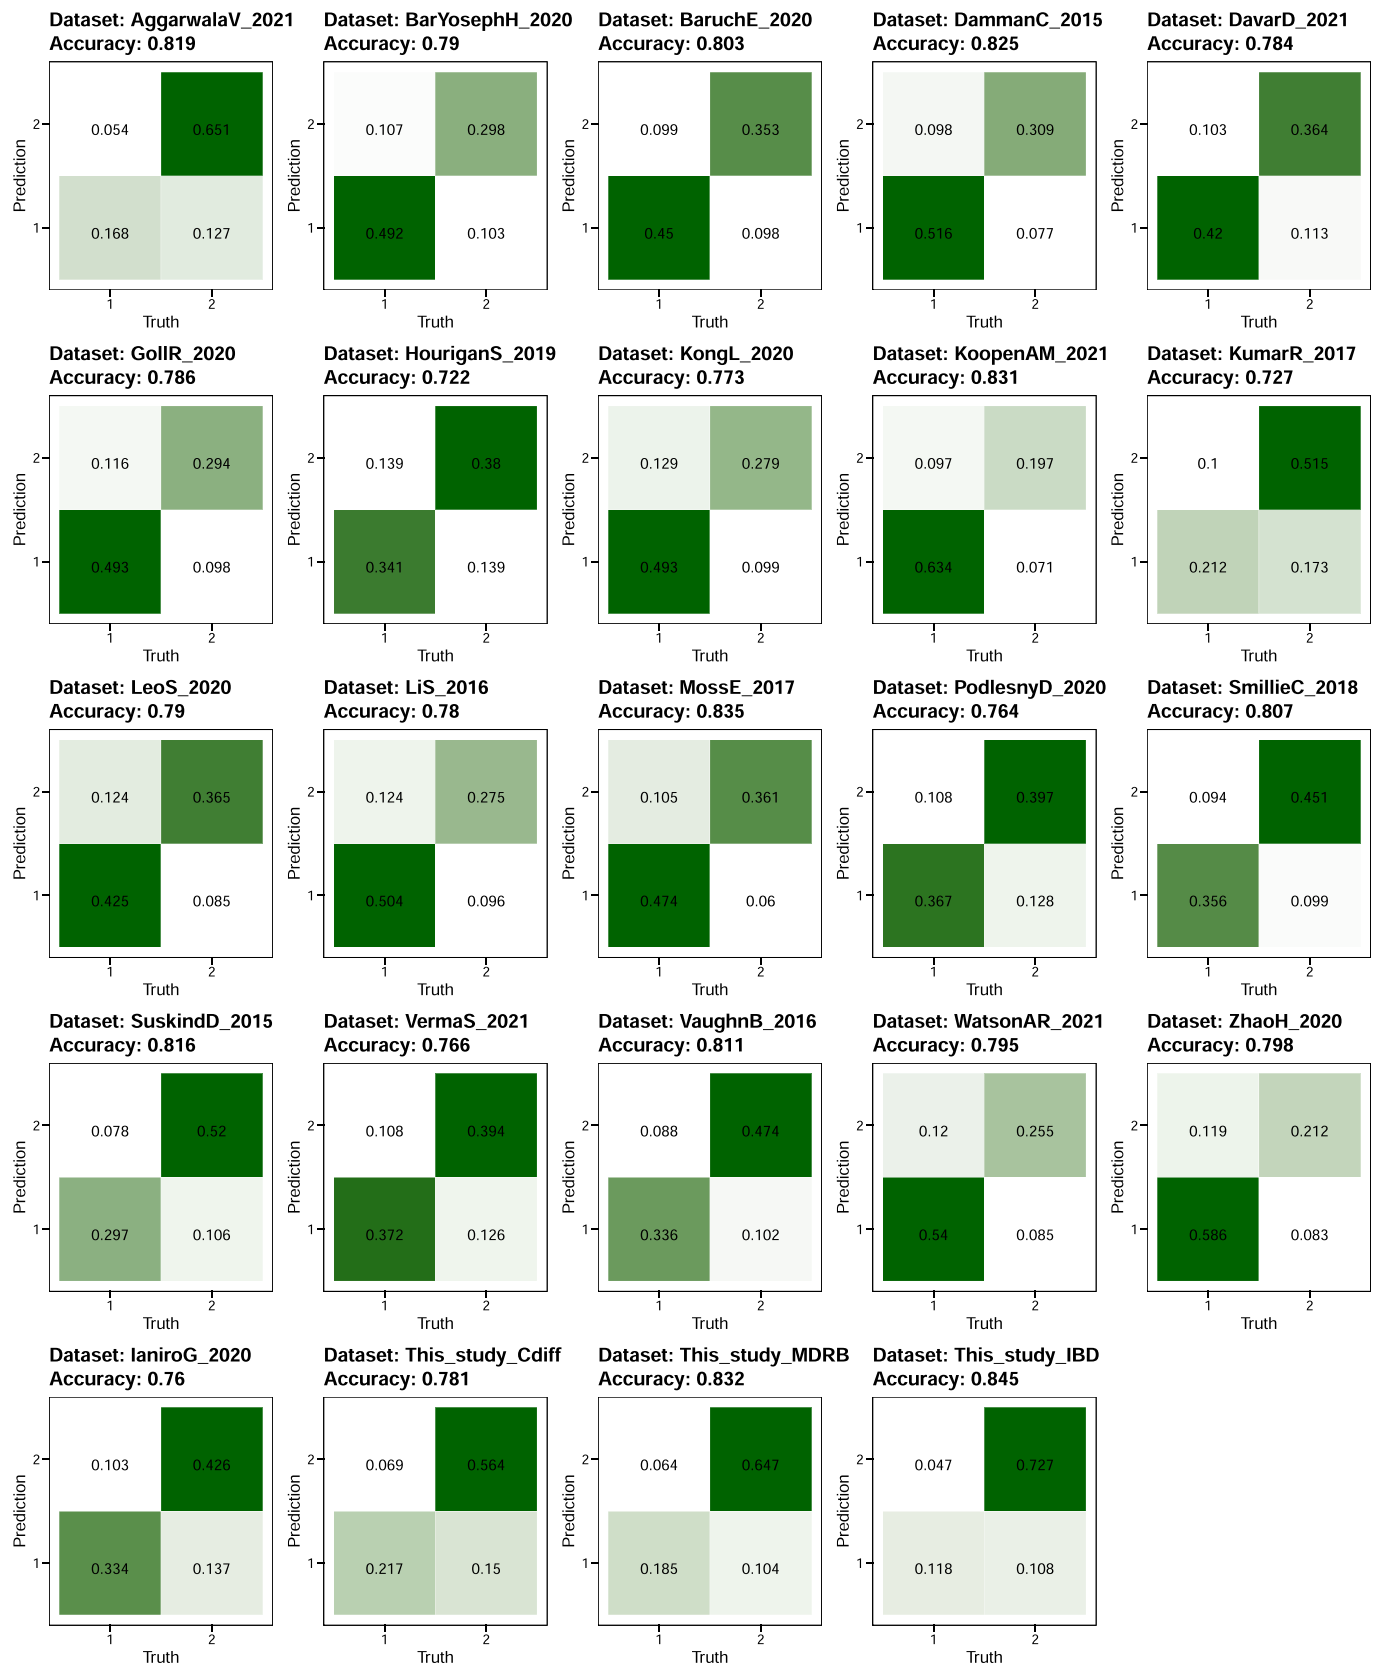 Dataset: AggarwalaV_2021
Accuracy: 0.819
Prediction
2
0.054 0.651
1
0.168 0.127
1 2
Truth
Dataset: BarYosephH_2020
Accuracy: 0.79
Prediction
2
0.107 0.298
1
0.492 0.103
1 2
Truth
Dataset: BaruchE_2020
Accuracy: 0.803
Prediction
2
0.099 0.353
1
0.45 0.098
1 2
Truth
Dataset: DammanC_2015
Accuracy: 0.825
Prediction
2
0.098 0.309
1
0.516 0.077
1 2
Truth
Dataset: DavarD_2021
Accuracy: 0.784
Prediction
2
0.103 0.364
1
0.42 0.113
1 2
Truth
Dataset: GollR_2020
Accuracy: 0.786
Prediction
2
0.116 0.294
1
0.493 0.098
1 2
Truth
Dataset: HouriganS_2019
Accuracy: 0.722
Prediction
2
0.139 0.38
1
0.341 0.139
1 2
Truth
Dataset: KongL_2020
Accuracy: 0.773
Prediction
2
0.129 0.279
1
0.493 0.099
1 2
Truth
Dataset: KoopenAM_2021
Accuracy: 0.831
Prediction
2
0.097 0.197
1
0.634 0.071
1 2
Truth
Dataset: KumarR_2017
Accuracy: 0.727
Prediction
2
0.1 0.515
1
0.212 0.173
1 2
Truth
Dataset: LeoS_2020
Accuracy: 0.79
Prediction
2
0.124 0.365
1
0.425 0.085
1 2
Truth
Dataset: LiS_2016
Accuracy: 0.78
Prediction
2
0.124 0.275
1
0.504 0.096
1 2
Truth
Dataset: MossE_2017
Accuracy: 0.835
Prediction
2
0.105 0.361
1
0.474 0.06
1 2
Truth
Dataset: PodlesnyD_2020
Accuracy: 0.764
Prediction
2
0.108 0.397
1
0.367 0.128
1 2
Truth
Dataset: SmillieC_2018
Accuracy: 0.807
Prediction
2
0.094 0.451
1
0.356 0.099
1 2
Truth
Dataset: SuskindD_2015
Accuracy: 0.816
Prediction
2
0.078 0.52
1
0.297 0.106
1 2
Truth
Dataset: VermaS_2021
Accuracy: 0.766
Prediction
2
0.108 0.394
1
0.372 0.126
1 2
Truth
Dataset: VaughnB_2016
Accuracy: 0.811
Prediction
2
0.088 0.474
1
0.336 0.102
1 2
Truth
Dataset: WatsonAR_2021
Accuracy: 0.795
Prediction
2
0.12 0.255
1
0.54 0.085
1 2
Truth
Dataset: ZhaoH_2020
Accuracy: 0.798
Prediction
2
0.119 0.212
1
0.586 0.083
1 2
Truth
Dataset: IaniroG_2020
Accuracy: 0.76
Prediction
2
0.103 0.426
1
0.334 0.137
1 2
Truth
Dataset: This_study_Cdiff
Accuracy: 0.781
Prediction
2
0.069 0.564
1
0.217 0.15
1 2
Truth
Dataset: This_study_MDRB
Accuracy: 0.832
Prediction
2
0.064 0.647
1
0.185 0.104
1 2
Truth
Dataset: This_study_IBD
Accuracy: 0.845
Prediction
2
0.047 0.727
1
0.118 0.108
1 2
Truth